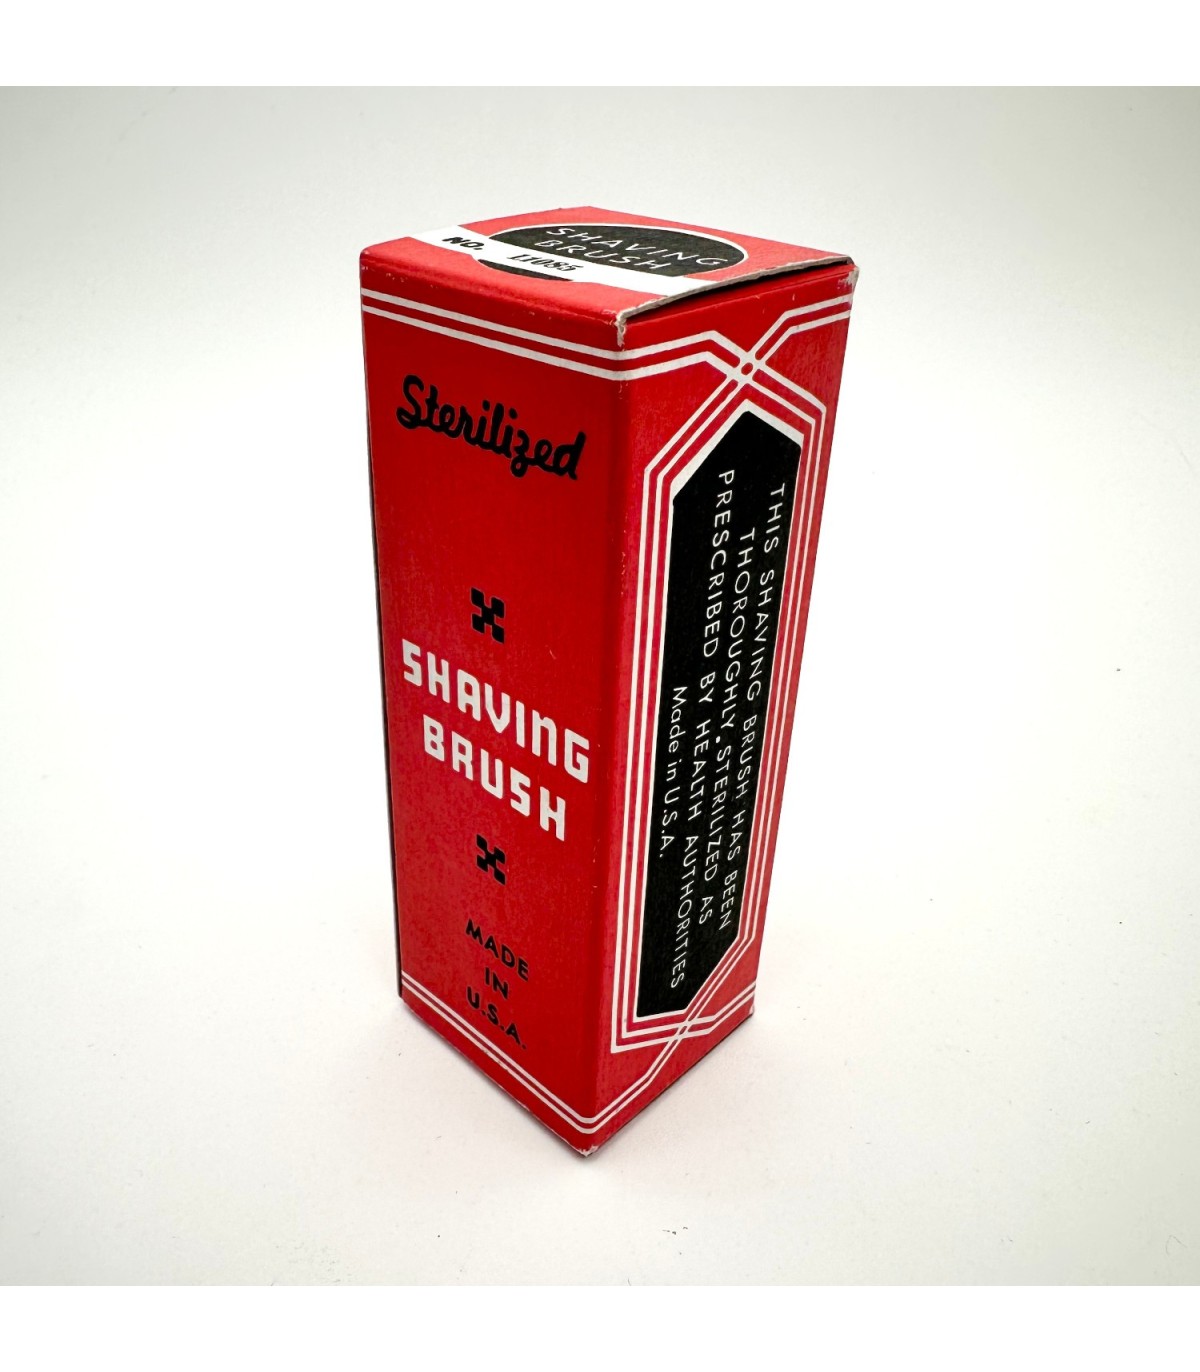 SHAVING
BRUSH
NO. 11085
Sterilized
SHAVING
BRUSH
MADE
IN
U.S.A.
THIS SHAVING BRUSH HAS BEEN
THOROUGHLY. STERILIZED AS
PRESCRIBED BY HEALTH AUTHORITIES
Made in U.S.A.